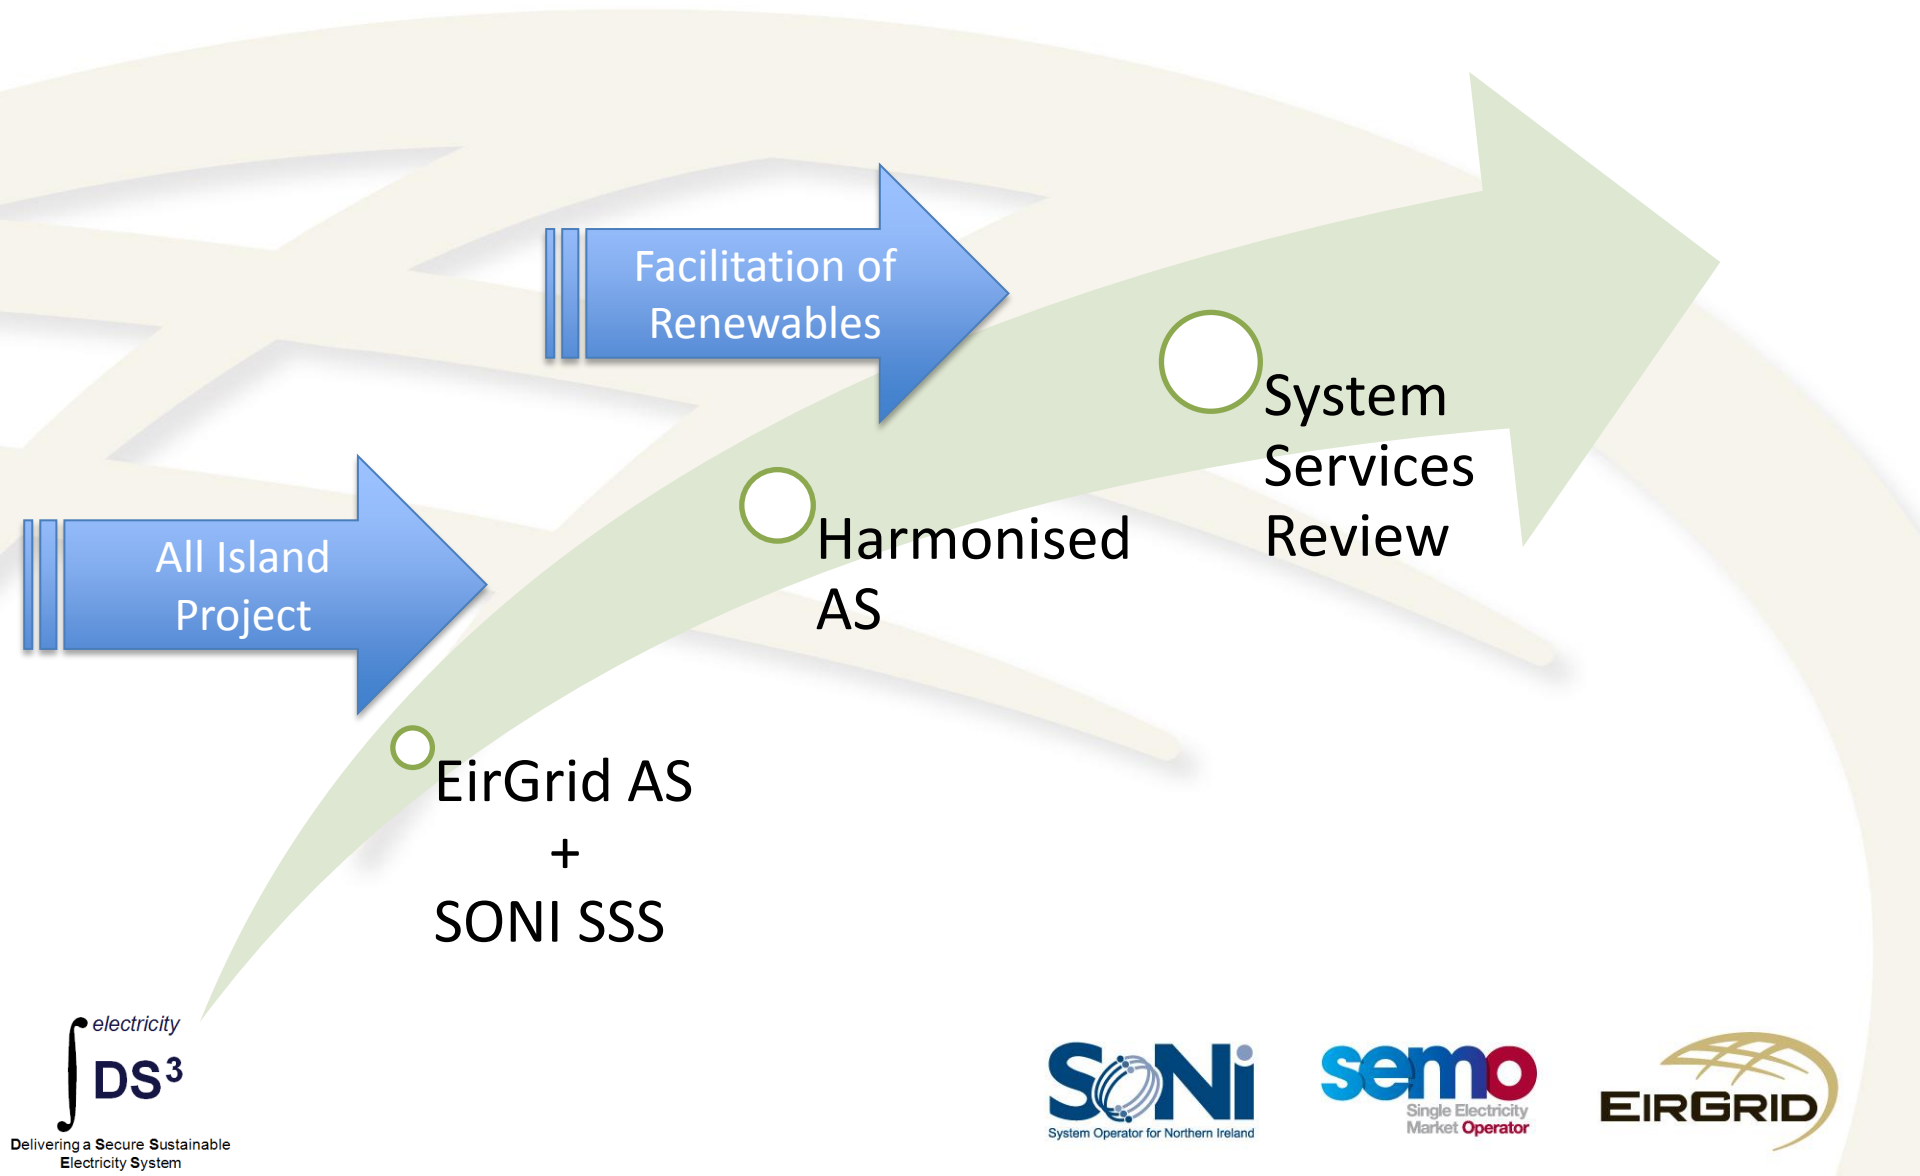 Facilitation of
Renewables
System
Services
Review
All Island
Project
Harmonised
AS
EirGrid AS
+
SONI SSS
electricity
DS³
Delivering a Secure Sustainable
Electricity System
SONi
System Operator for Northern Ireland
semo
Single Electricity
Market Operator
EIRGRID